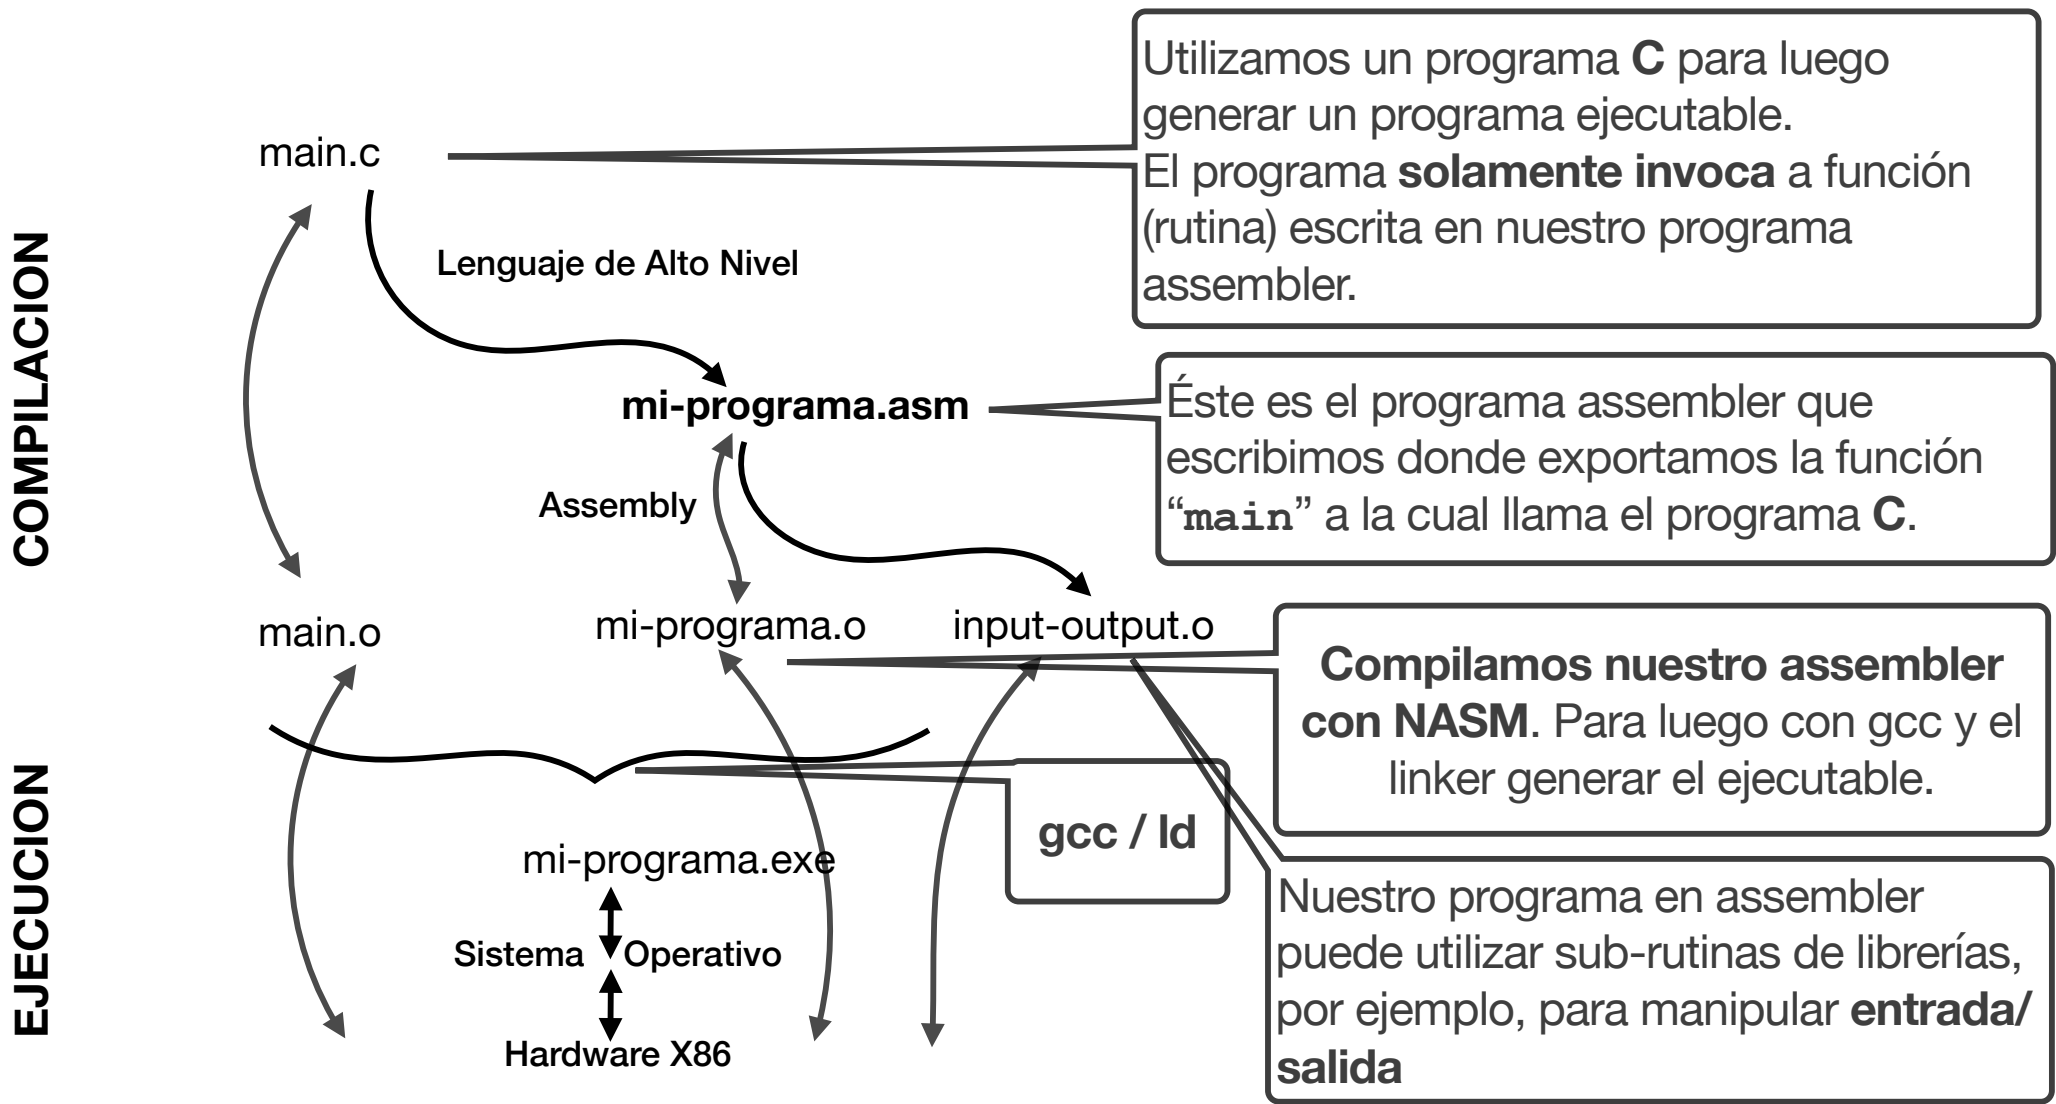 Utilizamos un programa C para luego
generar un programa ejecutable.
El programa solamente invoca a función
(rutina) escrita en nuestro programa
assembler.
main.c
COMPILACION
Lenguaje de Alto Nivel
mi-programa.asm
Éste es el programa assembler que
escribimos donde exportamos la función
“main” a la cual llama el programa C.
Assembly
main.o
mi-programa.o
input-output.o
Compilamos nuestro assembler
con NASM. Para luego con gcc y el
linker generar el ejecutable.
EJECUCION
gcc / ld
mi-programa.exe
Sistema Operativo
Hardware X86
Nuestro programa en assembler
puede utilizar sub-rutinas de librerías,
por ejemplo, para manipular entrada/
salida